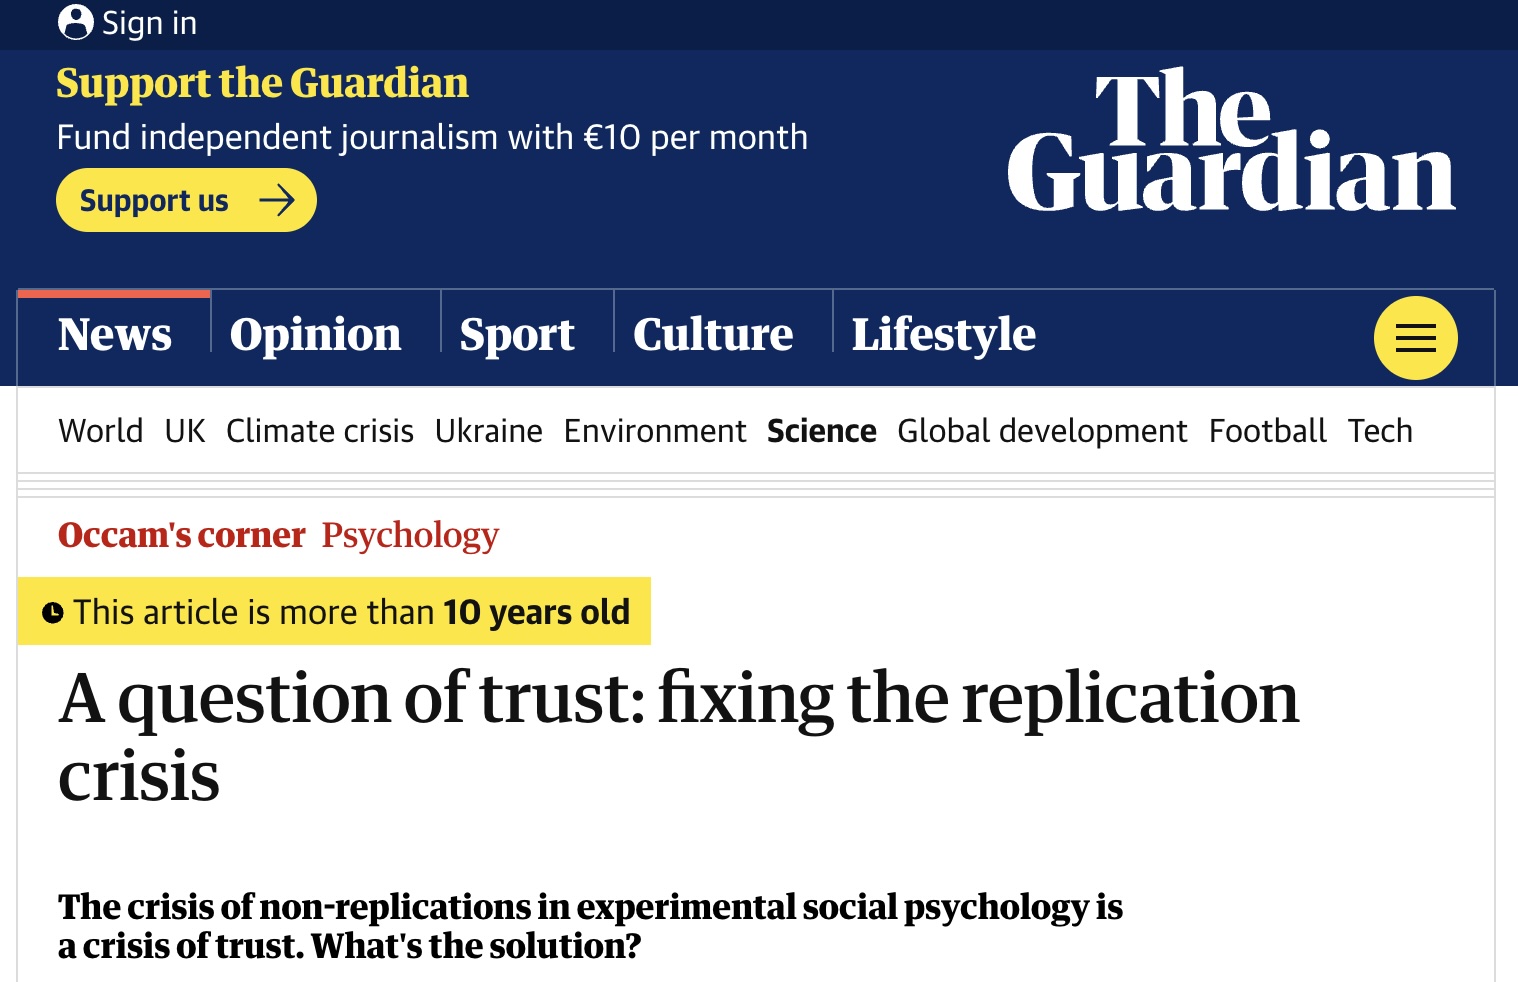 Sign in
Support the Guardian
Fund independent journalism with €10 per month
Support us
The
Guardian
News Opinion Sport Culture Lifestyle
World UK Climate crisis Ukraine Environment Science Global development Football Tech
Occam's corner Psychology
This article is more than 10 years old
A question of trust: fixing the replication
crisis
The crisis of non-replications in experimental social psychology is
a crisis of trust. What's the solution?